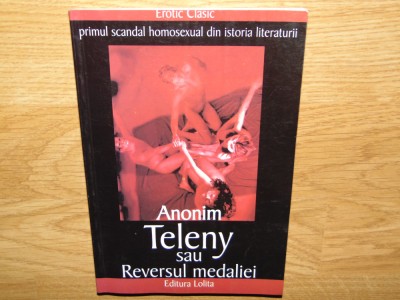 Erotic Clasic
primul scandal homosexual din istoria literaturii
Anonim
Teleny
sau
Reversul medaliei
Editura Lolita